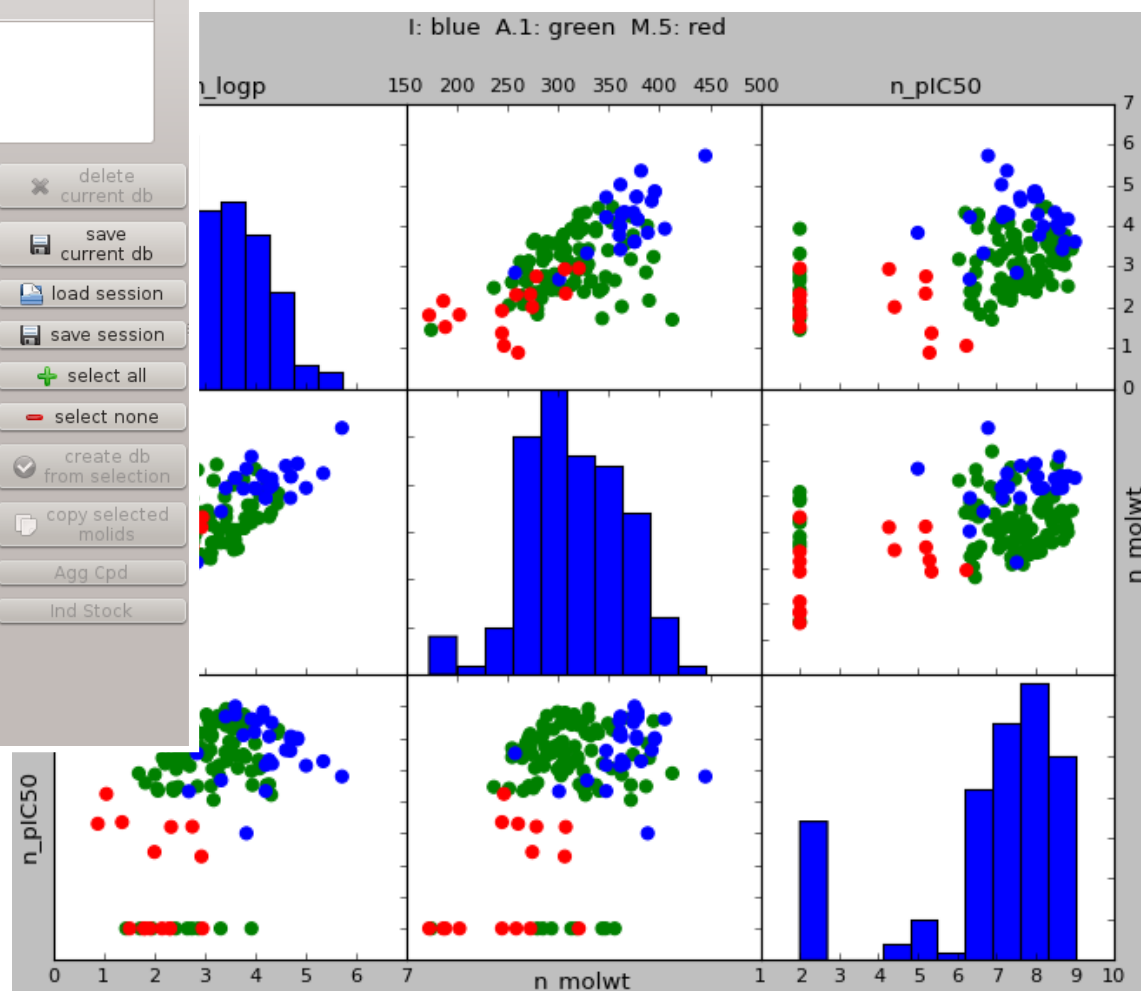 I: blue A.1: green M.5: red
n_logp
150 200 250 300 350 400 450 500
n_pIC50
7
6
5
4
3
2
1
0
delete
current db
save
current db
load session
save session
select all
select none
create db
from selection
copy selected
molids
Agg Cpd
Ind Stock
n_molwt
n_pIC50
0 1 2 3 4 5 6 7
n_molwt
1 2 3 4 5 6 7 8 9 10